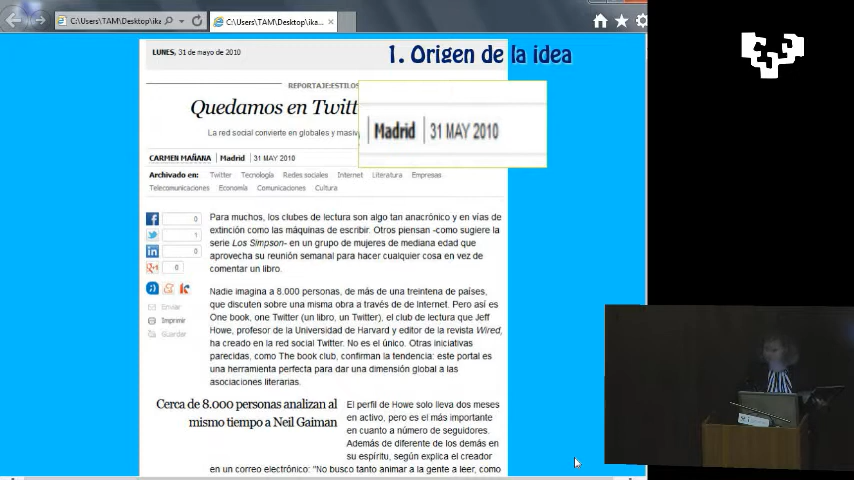 C:\Users\TAM\Desktop\ika
C:\Users\TAM\Desktop\ika...
1. Origen de la idea
LUNES, 31 de mayo de 2010
REPORTAJE:ESTILOS
Quedamos en Twitt
La red social convierte en globales y masiv
Madrid
31 MAY 2010
CARMEN MAÑANA
Madrid
31 MAY 2010
Archivado en:
Twitter
Tecnología
Redes sociales
Internet
Literatura
Empresas
Telecomunicaciones
Economía
Comunicaciones
Cultura
0
1
0
0
Enviar
Imprimir
Guardar
Para muchos, los clubes de lectura son algo tan anacrónico y en vías de
extinción como las máquinas de escribir. Otros piensan -como sugiere la
serie Los Simpson- en un grupo de mujeres de mediana edad que
aprovecha su reunión semanal para hacer cualquier cosa en vez de
comentar un libro.
Nadie imagina a 8.000 personas, de más de una treintena de países,
que discuten sobre una misma obra a través de de Internet. Pero así es
One book, one Twitter (un libro, un Twitter), el club de lectura que Jeff
Howe, profesor de la Universidad de Harvard y editor de la revista Wired,
ha creado en la red social Twitter. No es el único. Otras iniciativas
parecidas, como The book club, confirman la tendencia: este portal es
una herramienta perfecta para dar una dimensión global a las
asociaciones literarias.
Cerca de 8.000 personas analizan al
mismo tiempo a Neil Gaiman
El perfil de Howe solo lleva dos meses
en activo, pero es el más importante
en cuanto a número de seguidores.
Además de diferente de los demás en
su espíritu, según explica el creador
en un correo electrónico: "No busco tanto animar a la gente a leer, como